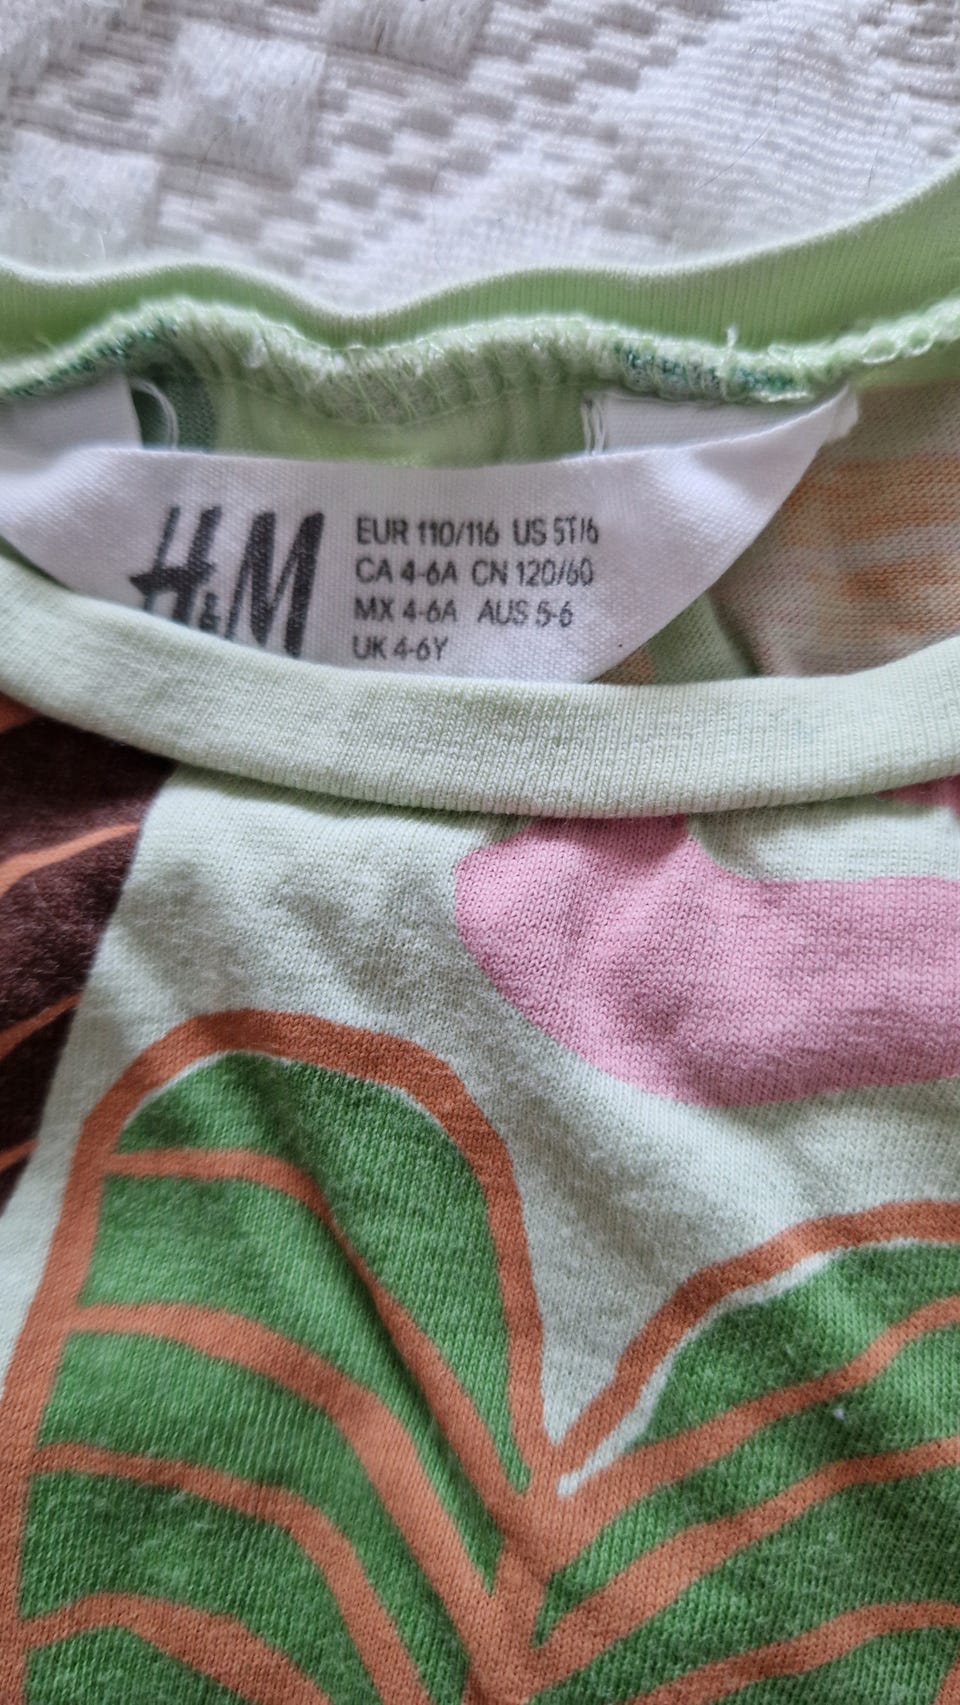 H&M
EUR 110/116 US 5T/6
CA 4-6A CN 120/60
MX 4-6A AUS 5-6
UK 4-6Y